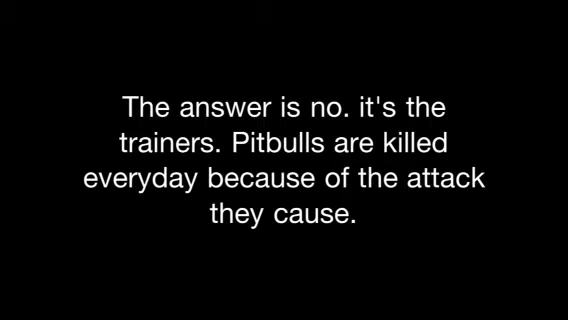 The answer is no. it's the
trainers. Pitbulls are killed
everyday because of the attack
they cause.